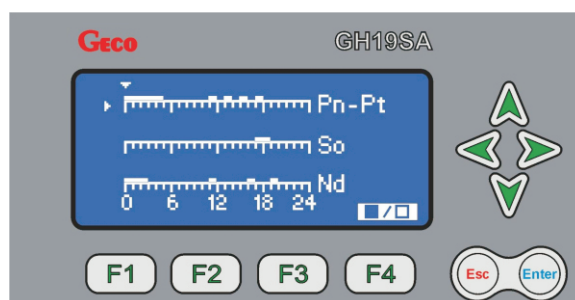 GECO GH19SA
Pn-Pt
So
Nd
0 6 12 18 24
F1 F2 F3 F4 Esc Enter